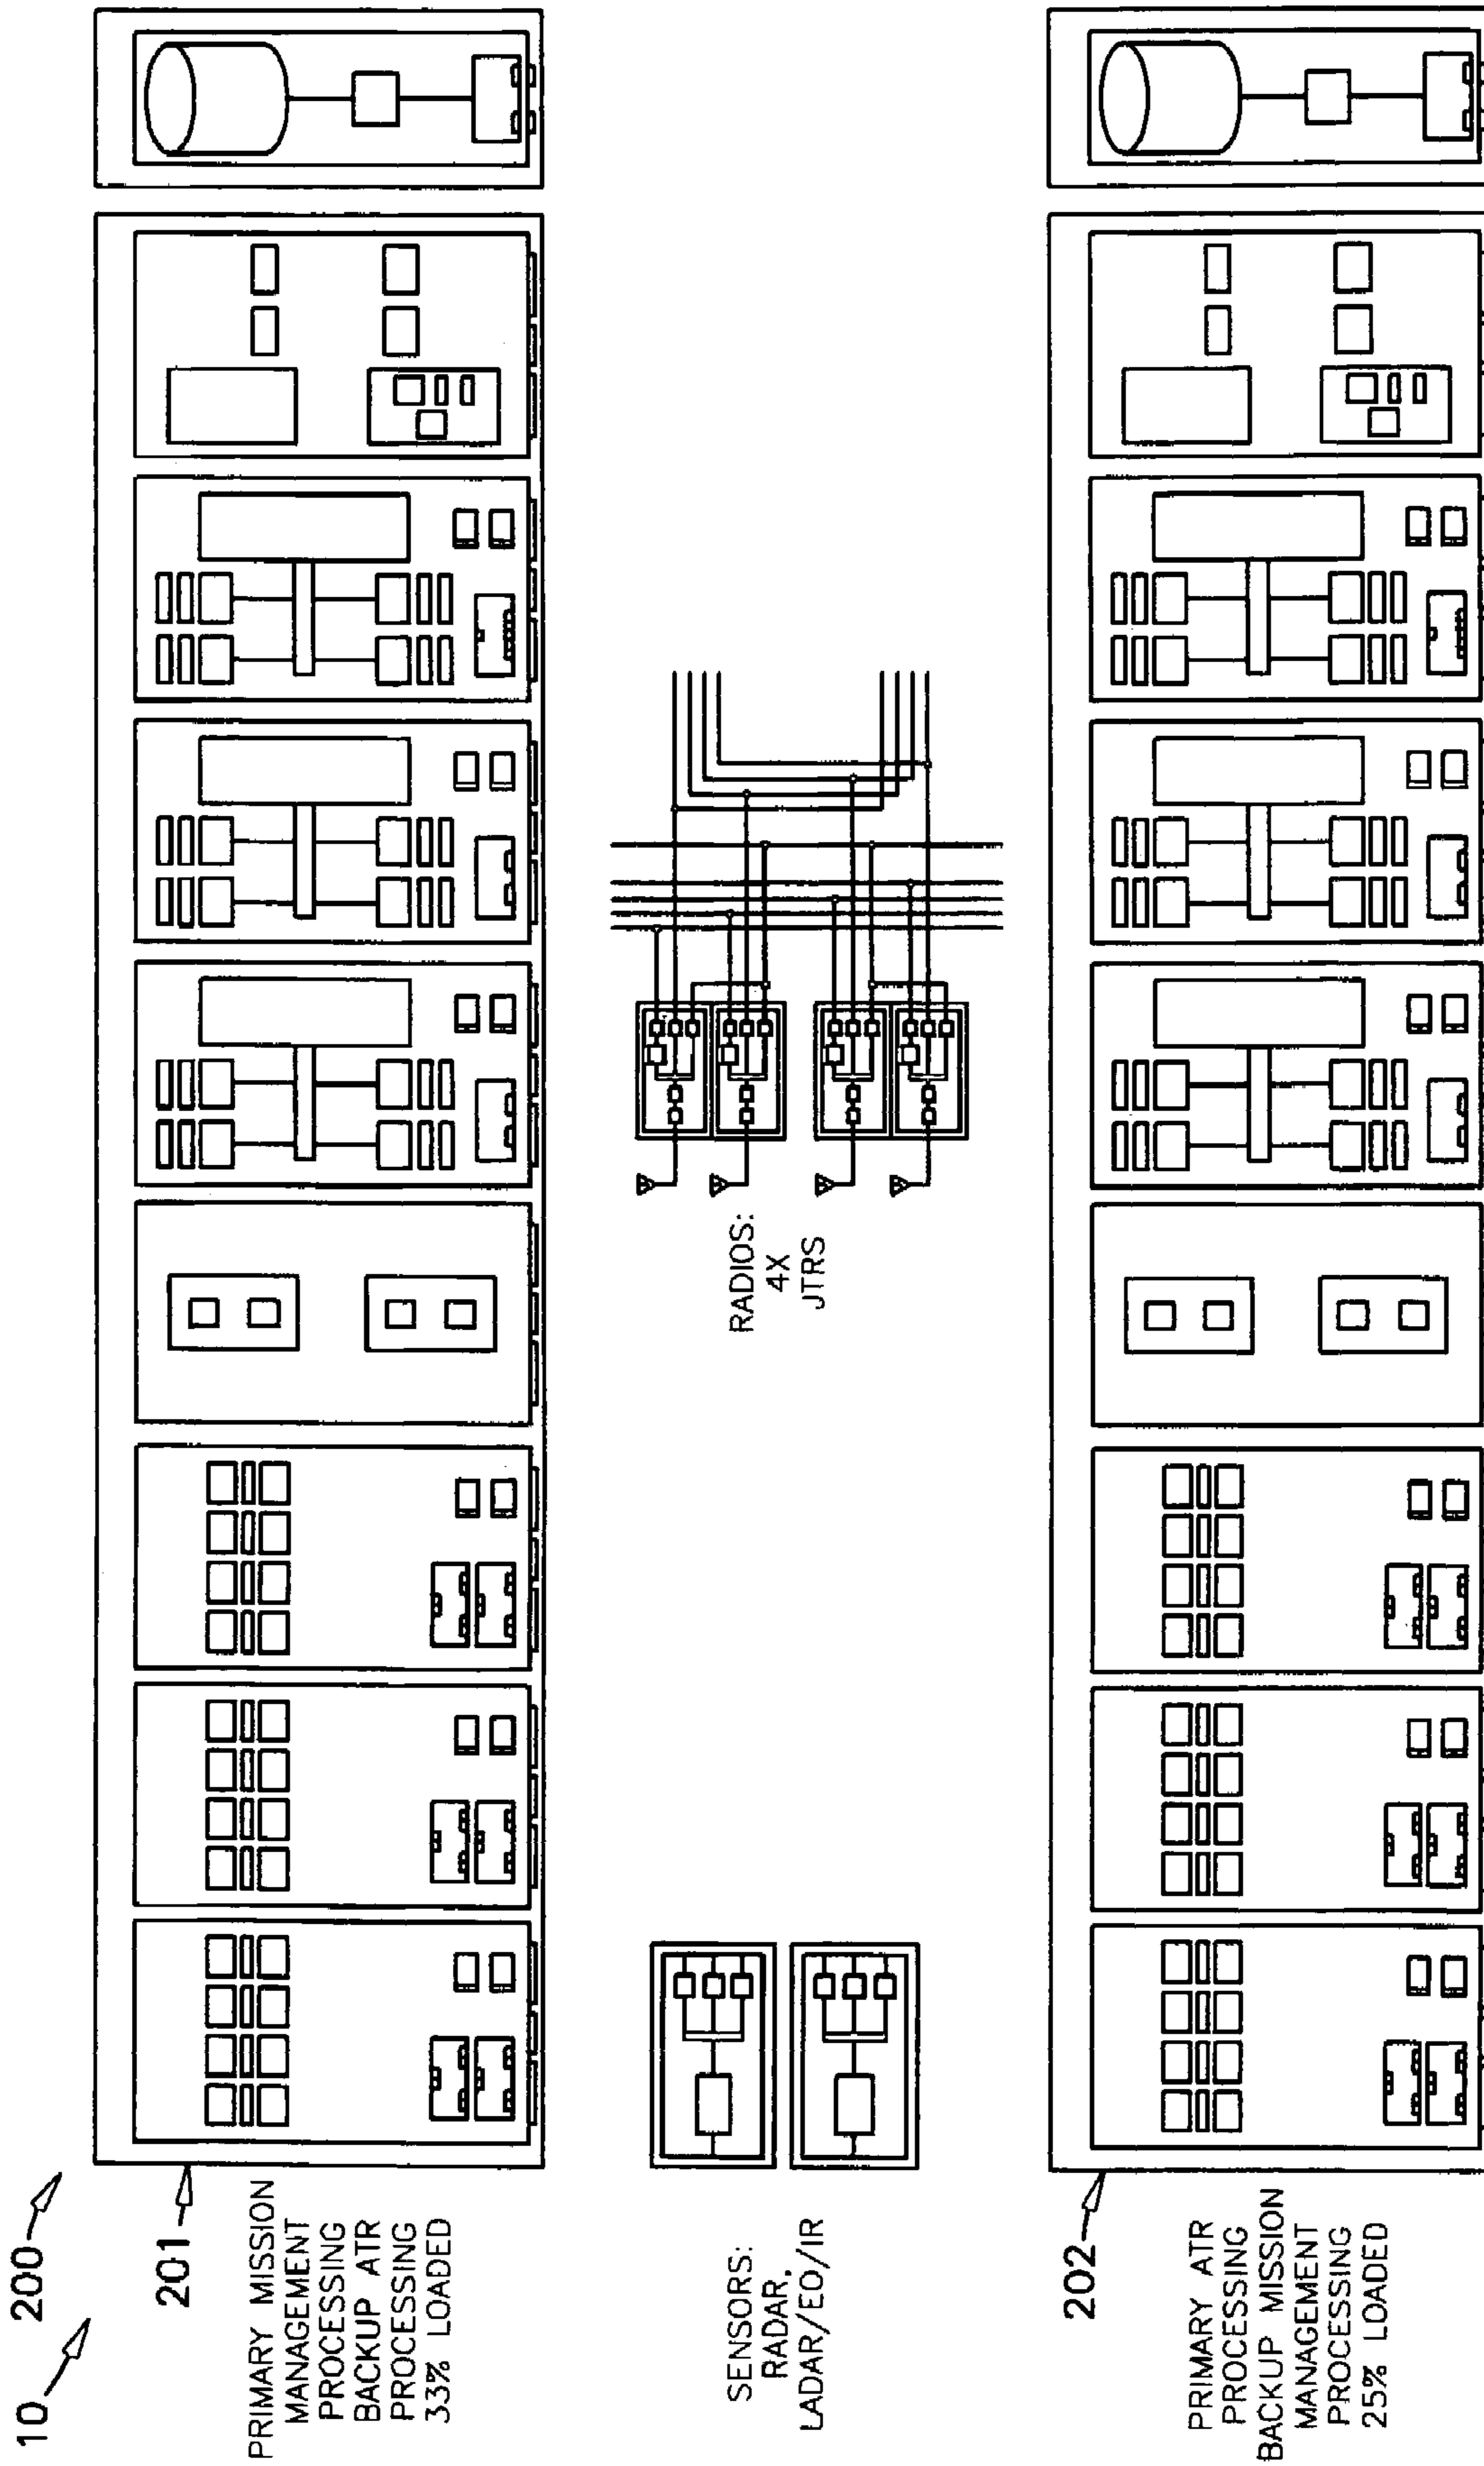 10
200
201
PRIMARY MISSION
MANAGEMENT
PROCESSING
BACKUP ATR
PROCESSING
33% LOADED
SENSORS:
RADAR,
LADAR/EO/IR
RADIOS:
4X
JTRS
202
PRIMARY ATR
PROCESSING
BACKUP MISSION
MANAGEMENT
PROCESSING
25% LOADED